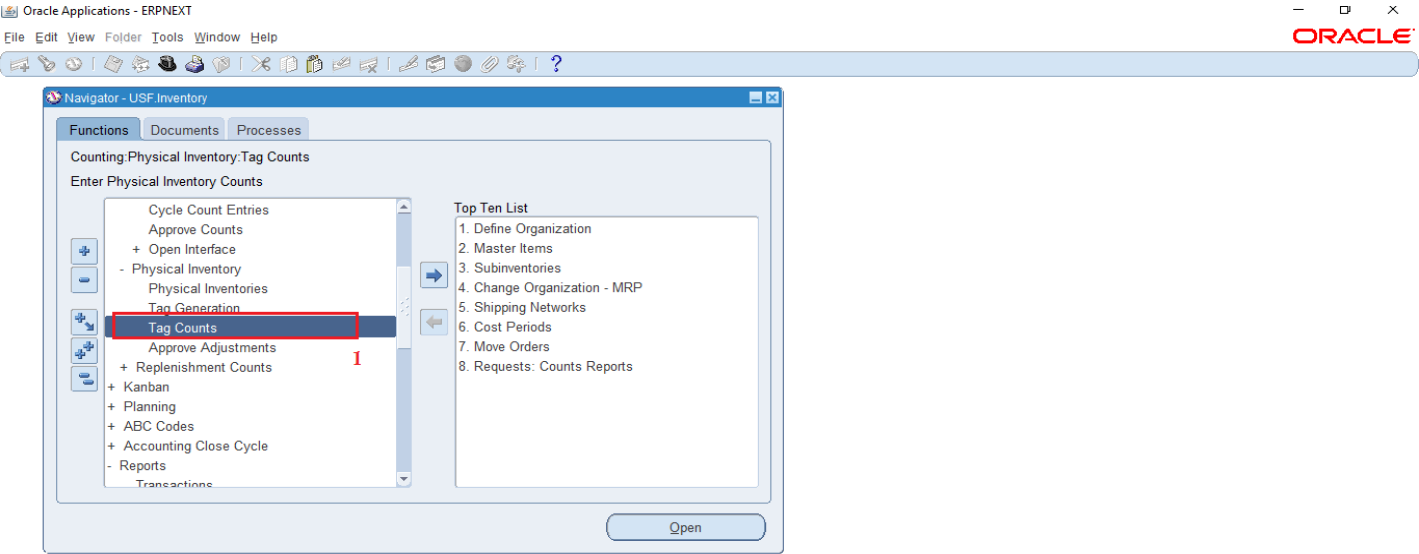 Oracle Applications - ERPNEXT
File Edit View Folder Tools Window Help
ORACLE
Navigator - USF.Inventory
Functions Documents Processes
Counting:Physical Inventory:Tag Counts
Enter Physical Inventory Counts
Cycle Count Entries
Approve Counts
+ Open Interface
- Physical Inventory
Physical Inventories
Tag Generation
Tag Counts
Approve Adjustments
1
+ Replenishment Counts
+ Kanban
+ Planning
+ ABC Codes
+ Accounting Close Cycle
- Reports
Transactions
Top Ten List
1. Define Organization
2. Master Items
3. Subinventories
4. Change Organization - MRP
5. Shipping Networks
6. Cost Periods
7. Move Orders
8. Requests: Counts Reports
Open